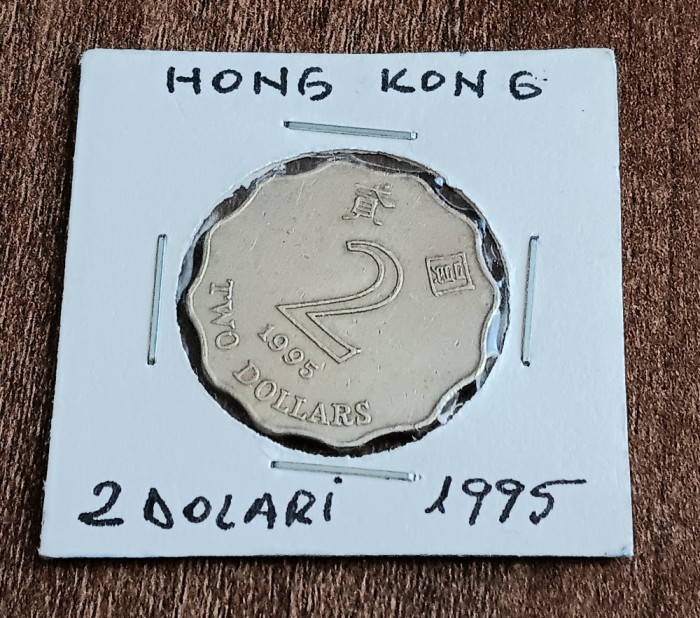 HONG KONG
貳
圓
2
1995
TWO DOLLARS
2 DOLARI 1995